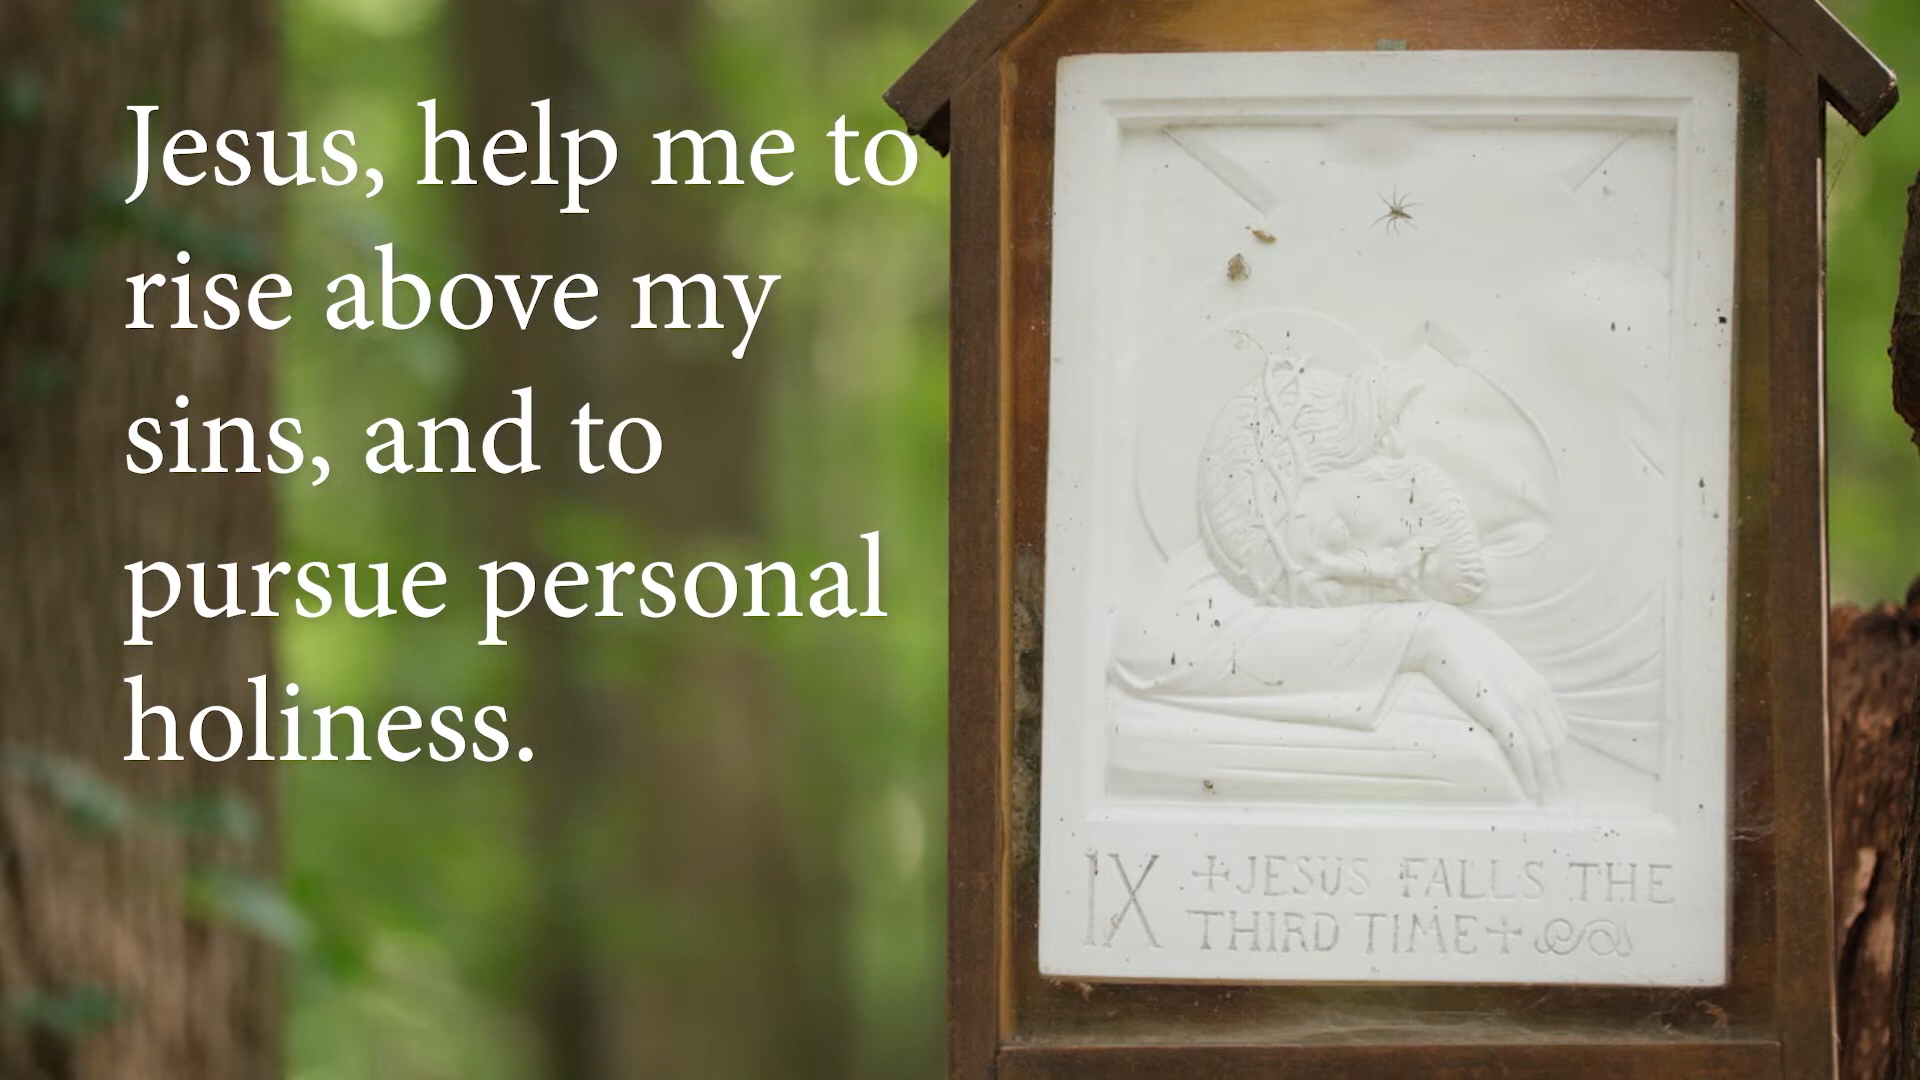 Jesus, help me to
rise above my
sins, and to
pursue personal
holiness.
IX +JESUS FALLS THE
THIRD TIME+